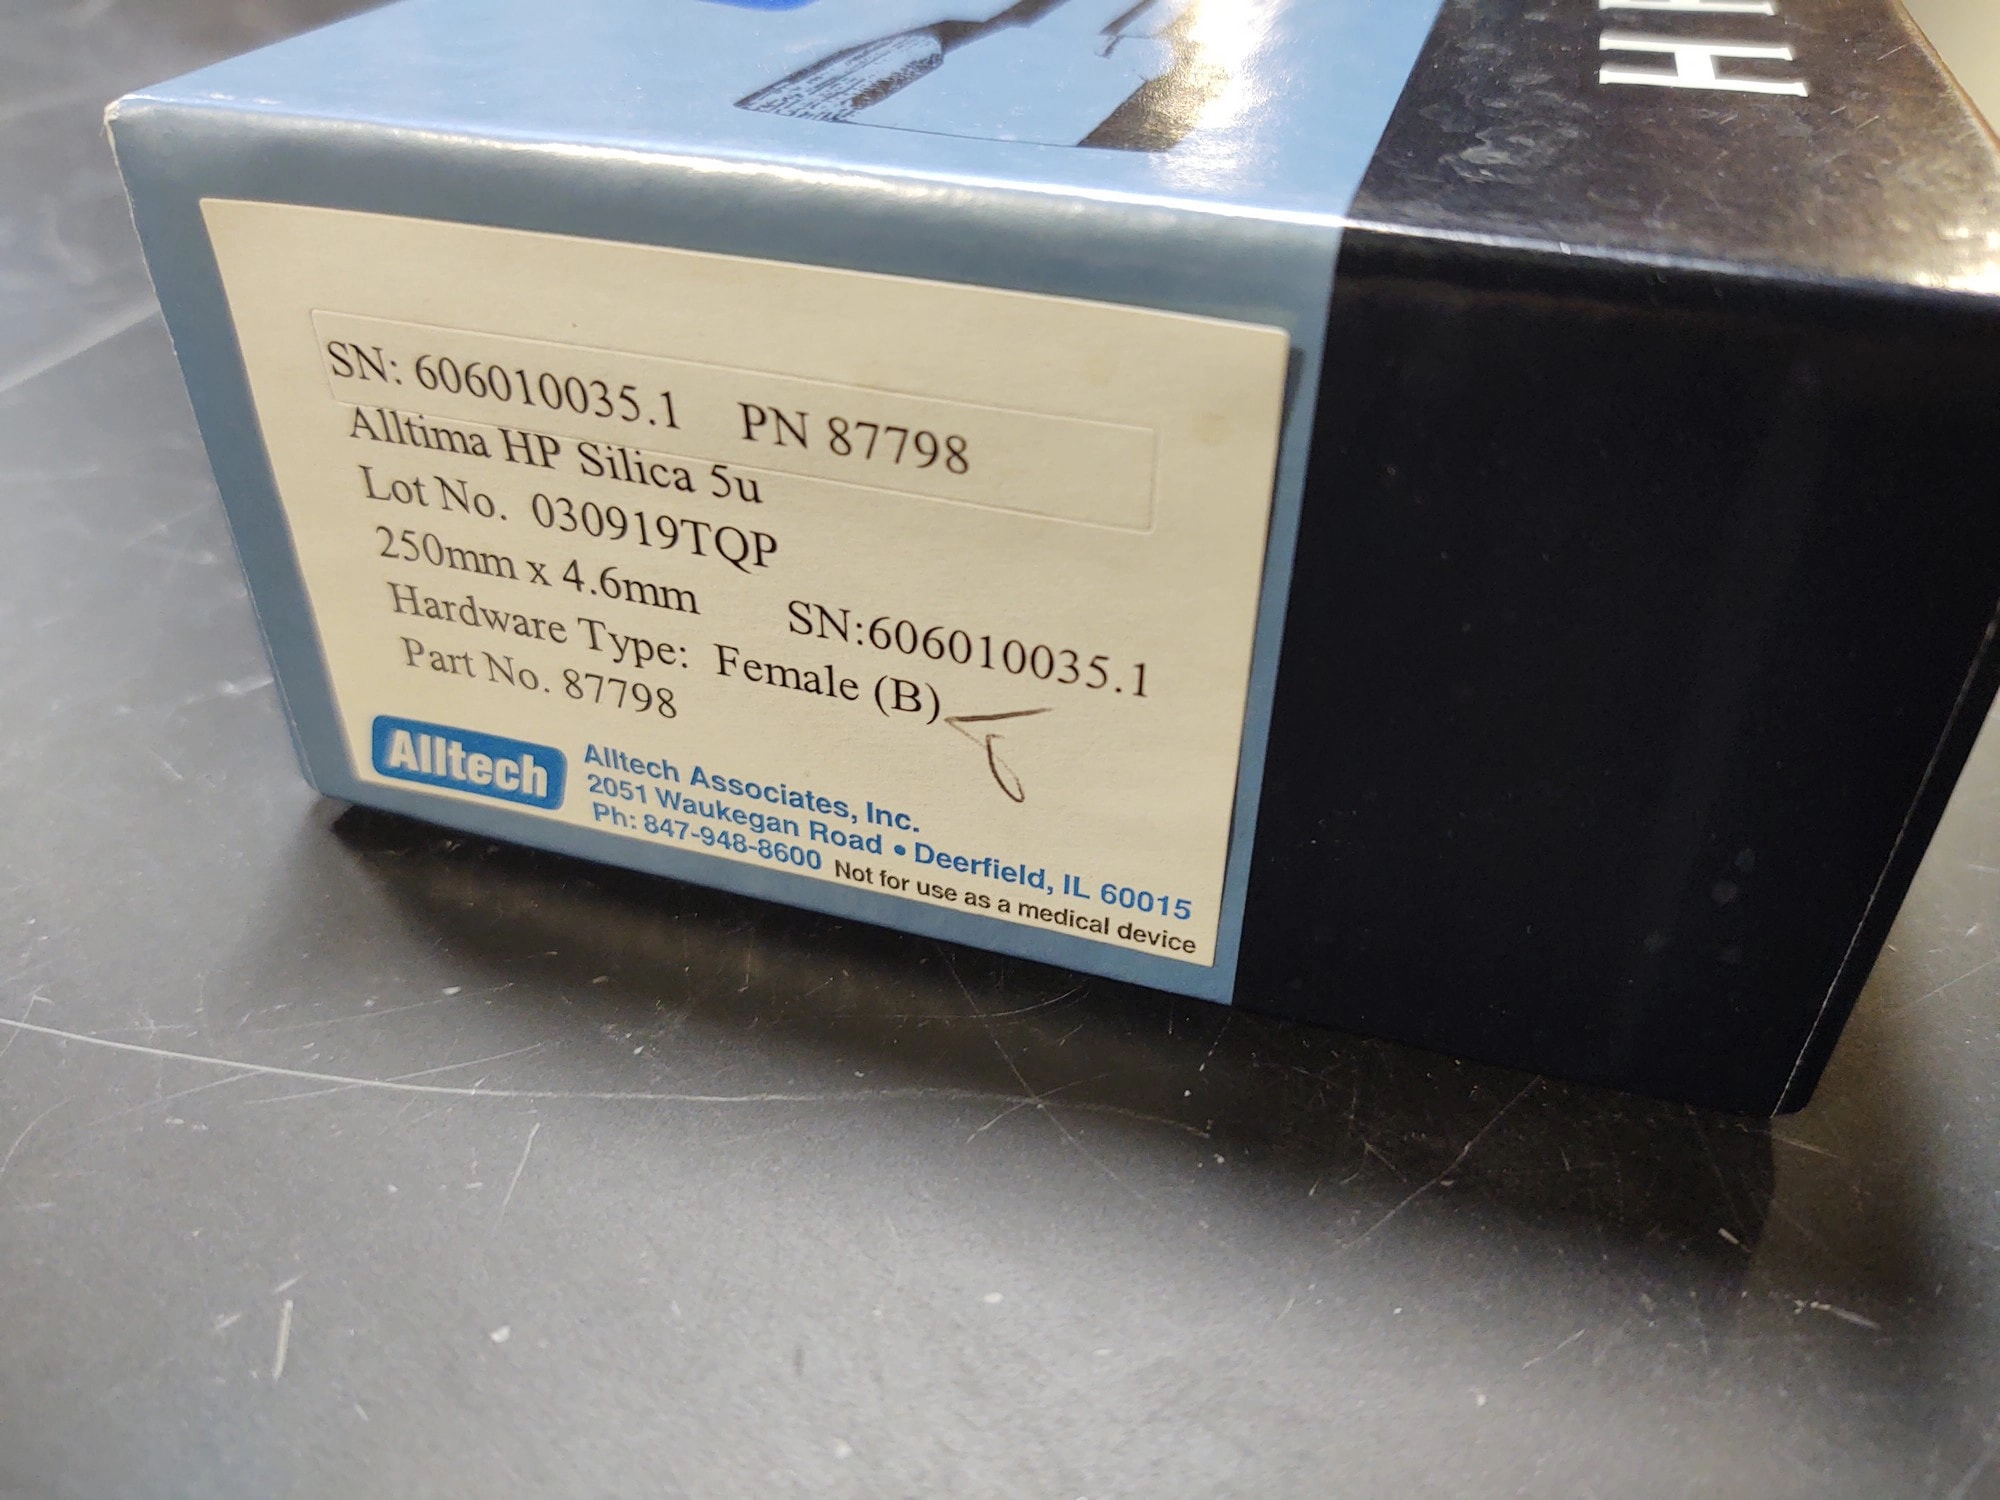 SN: 606010035.1 PN 87798
Alltima HP Silica 5u
Lot No. 030919TQP
250mm x 4.6mm SN:606010035.1
Hardware Type: Female (B)
Part No. 87798
Alltech
Alltech Associates, Inc.
2051 Waukegan Road • Deerfield, IL 60015
Ph: 847-948-8600 Not for use as a medical device